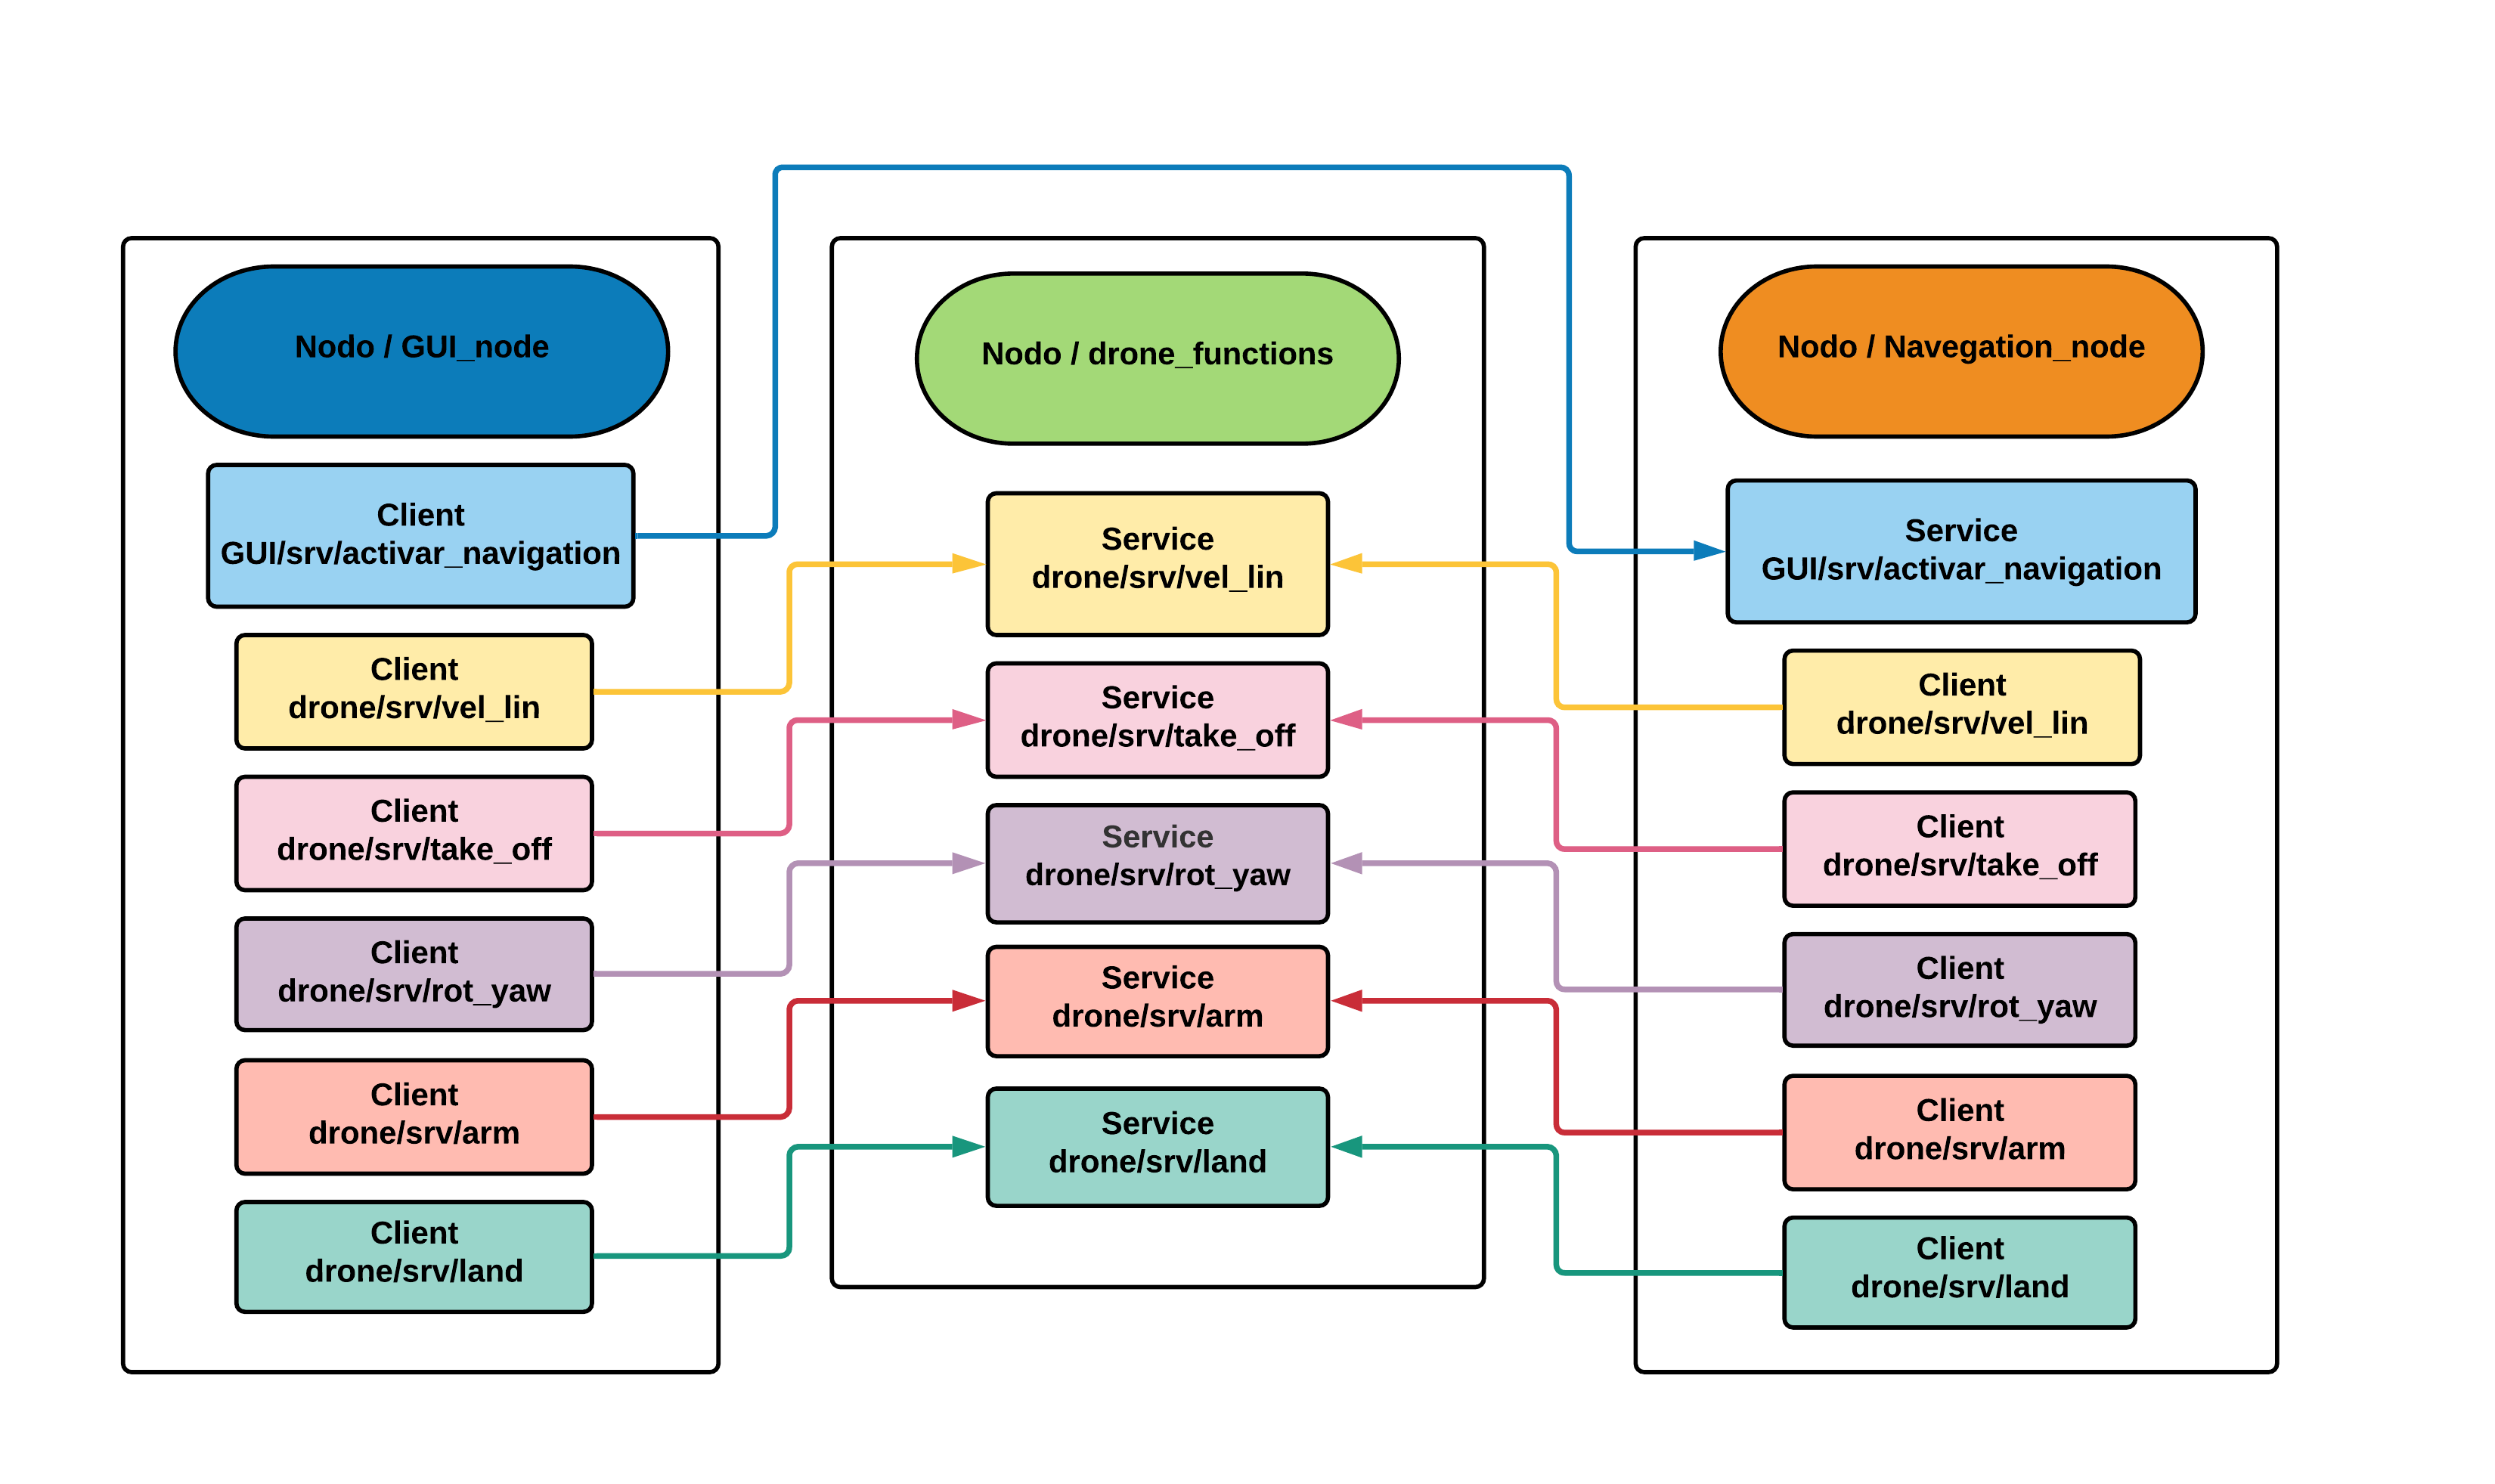 Nodo / GUI_node
Client
GUI/srv/activar_navigation
Client
drone/srv/vel_lin
Client
drone/srv/take_off
Client
drone/srv/rot_yaw
Client
drone/srv/arm
Client
drone/srv/land
Nodo / drone_functions
Service
drone/srv/vel_lin
Service
drone/srv/take_off
Service
drone/srv/rot_yaw
Service
drone/srv/arm
Service
drone/srv/land
Nodo / Navegation_node
Service
GUI/srv/activar_navigation
Client
drone/srv/vel_lin
Client
drone/srv/take_off
Client
drone/srv/rot_yaw
Client
drone/srv/arm
Client
drone/srv/land